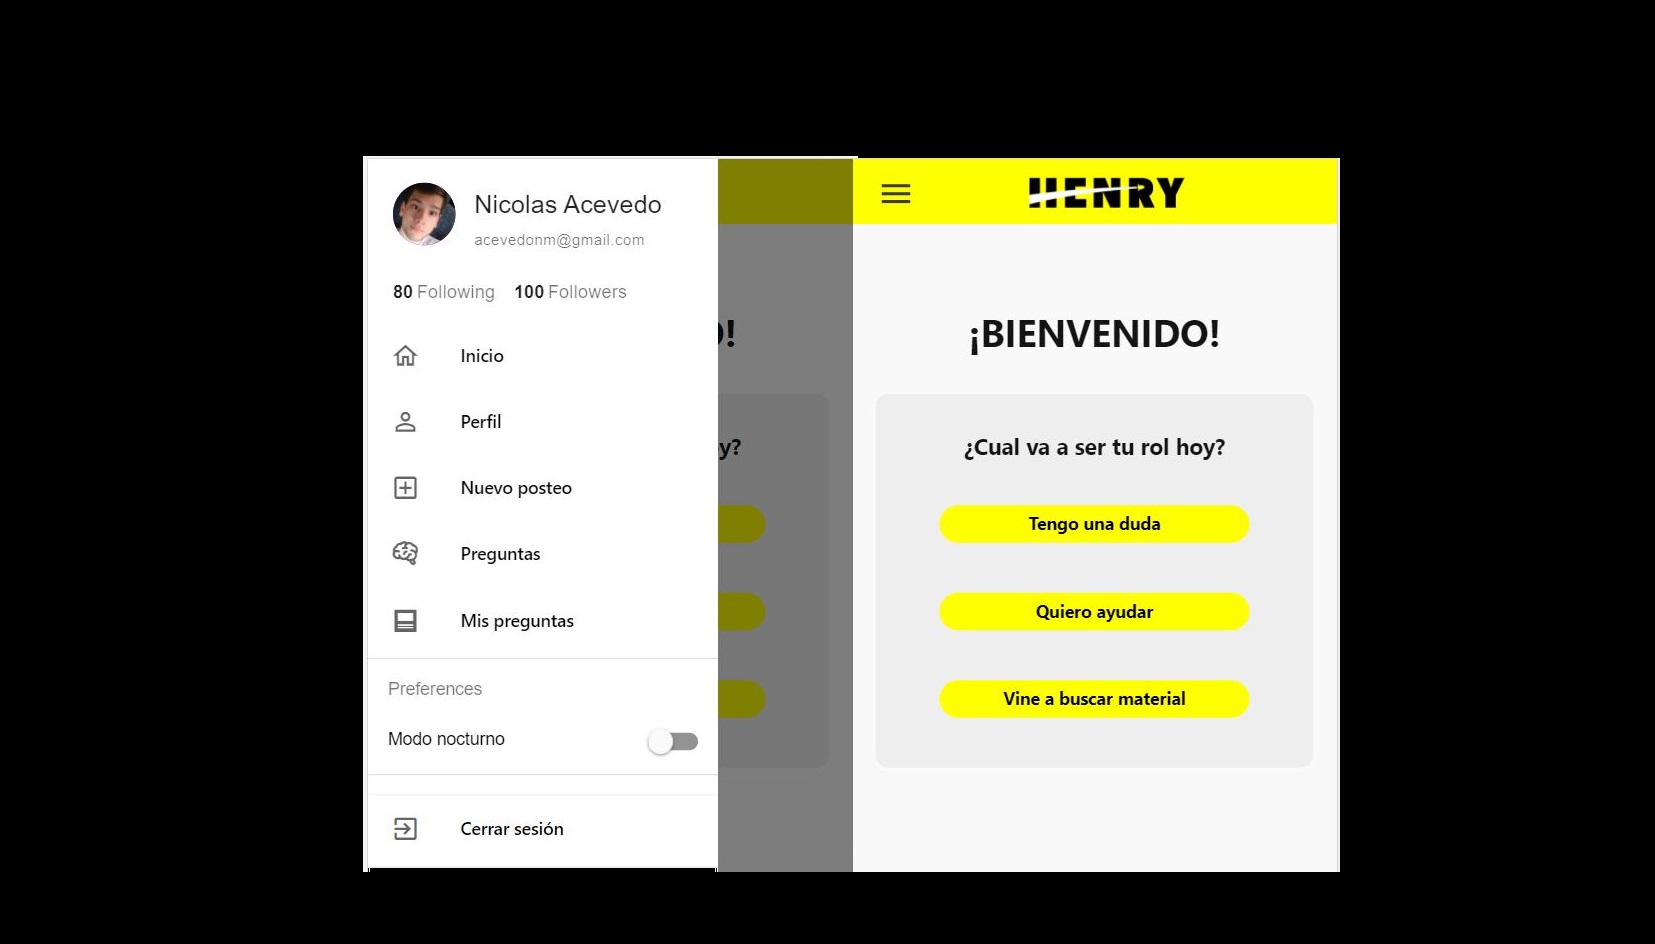 Nicolas Acevedo
acevedonm@gmail.com
80 Following 100 Followers
Inicio
Perfil
Nuevo posteo
Preguntas
Mis preguntas
Preferences
Modo nocturno
Cerrar sesión
O!
y?
HENRY
¡BIENVENIDO!
¿Cual va a ser tu rol hoy?
Tengo una duda
Quiero ayudar
Vine a buscar material